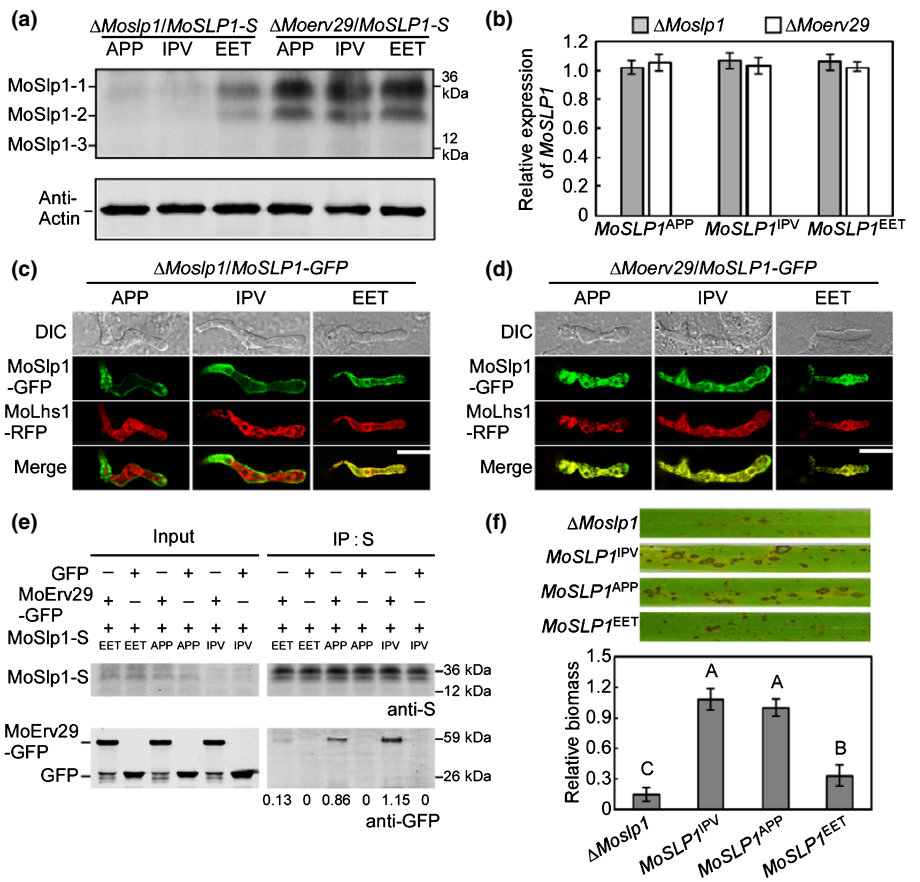 (a)
ΔMoslp1/MoSLP1-S ΔMoerv29/MoSLP1-S
APP IPV EET APP IPV EET
MoSlp1-1
MoSlp1-2
MoSlp1-3
36 kDa
12 kDa
Anti-Actin
(b)
ΔMoslp1 ΔMoerv29
Relative expression of MoSLP1
1.2
1.0
0.8
0.6
0.4
0.2
0
MoSLP1APP MoSLP1IPV MoSLP1EET
(c)
ΔMoslp1/MoSLP1-GFP
APP IPV EET
DIC
MoSlp1-GFP
MoLhs1-RFP
Merge
(d)
ΔMoerv29/MoSLP1-GFP
APP IPV EET
DIC
MoSlp1-GFP
MoLhs1-RFP
Merge
(e)
Input IP : S
GFP − + − + − + − + − + − +
MoErv29-GFP + − + − + − + − + − + −
MoSlp1-S + + + + + + + + + + + +
EET EET APP APP IPV IPV EET EET APP APP IPV IPV
MoSlp1-S
36 kDa
12 kDa
anti-S
MoErv29-GFP
GFP
59 kDa
26 kDa
0.13 0 0.86 0 1.15 0
anti-GFP
(f)
ΔMoslp1
MoSLP1IPV
MoSLP1APP
MoSLP1EET
Relative biomass
1.5
1.2
0.9
0.6
0.3
0
C A A B
ΔMoslp1 MoSLP1IPV MoSLP1APP MoSLP1EET